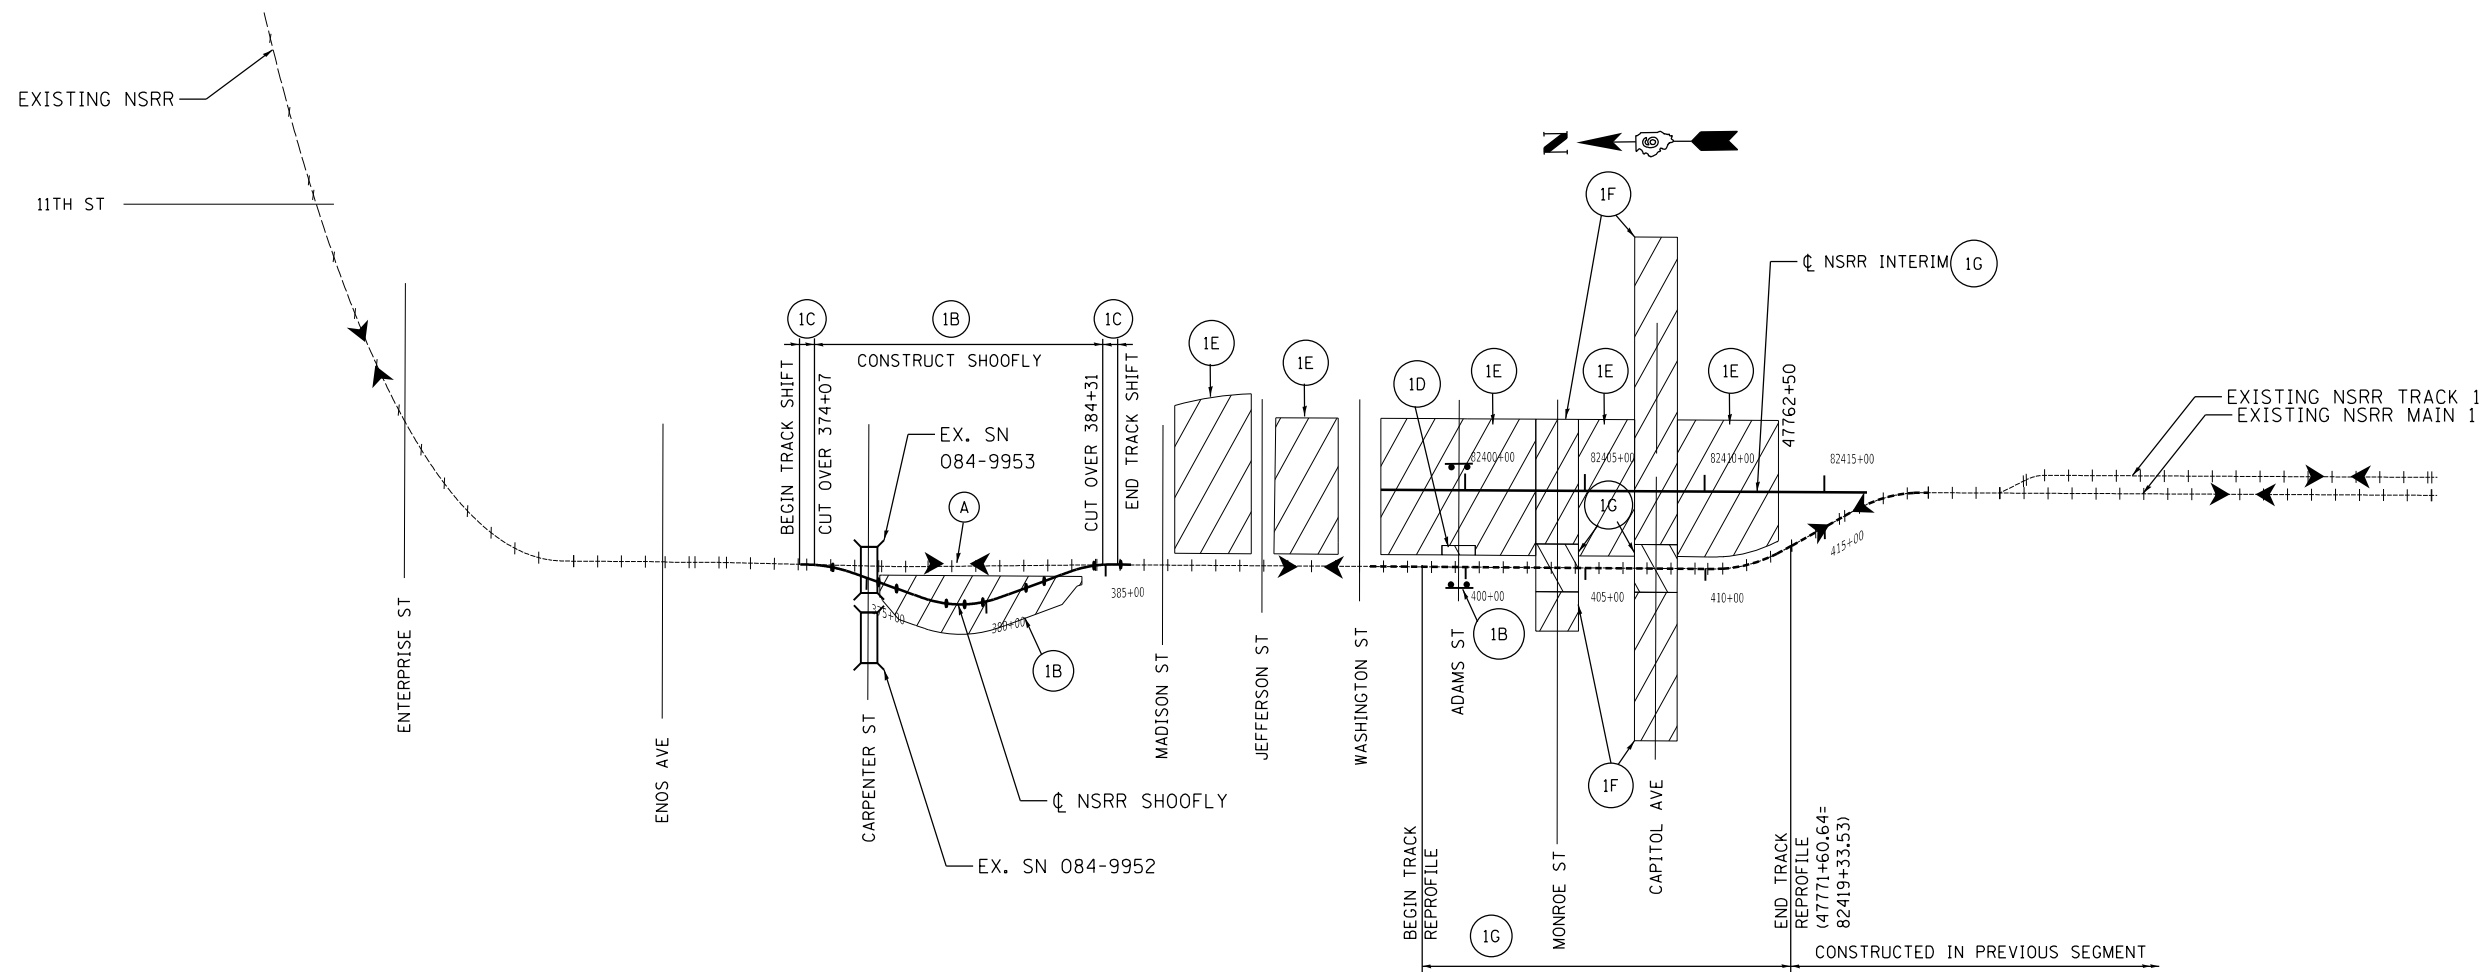 EXISTING NSRR
11TH ST
N
6
1F
℄ NSRR INTERIM
1G
1C
1B
1C
CONSTRUCT SHOOFLY
BEGIN TRACK SHIFT
CUT OVER 374+07
CUT OVER 384+31
END TRACK SHIFT
1E
1E
1D
1E
1E
1E
47762+50
EXISTING NSRR TRACK 1
EXISTING NSRR MAIN 1
EX. SN
084-9953
A
82400+00
82405+00
82410+00
82415+00
1G
415+00
385+00
400+00
405+00
410+00
375+00
380+00
1B
1B
ENTERPRISE ST
ENOS AVE
CARPENTER ST
MADISON ST
JEFFERSON ST
WASHINGTON ST
ADAMS ST
MONROE ST
CAPITOL AVE
1F
℄ NSRR SHOOFLY
EX. SN 084-9952
BEGIN TRACK
REPROFILE
1G
END TRACK
REPROFILE
(47771+60.64=
82419+33.53)
CONSTRUCTED IN PREVIOUS SEGMENT